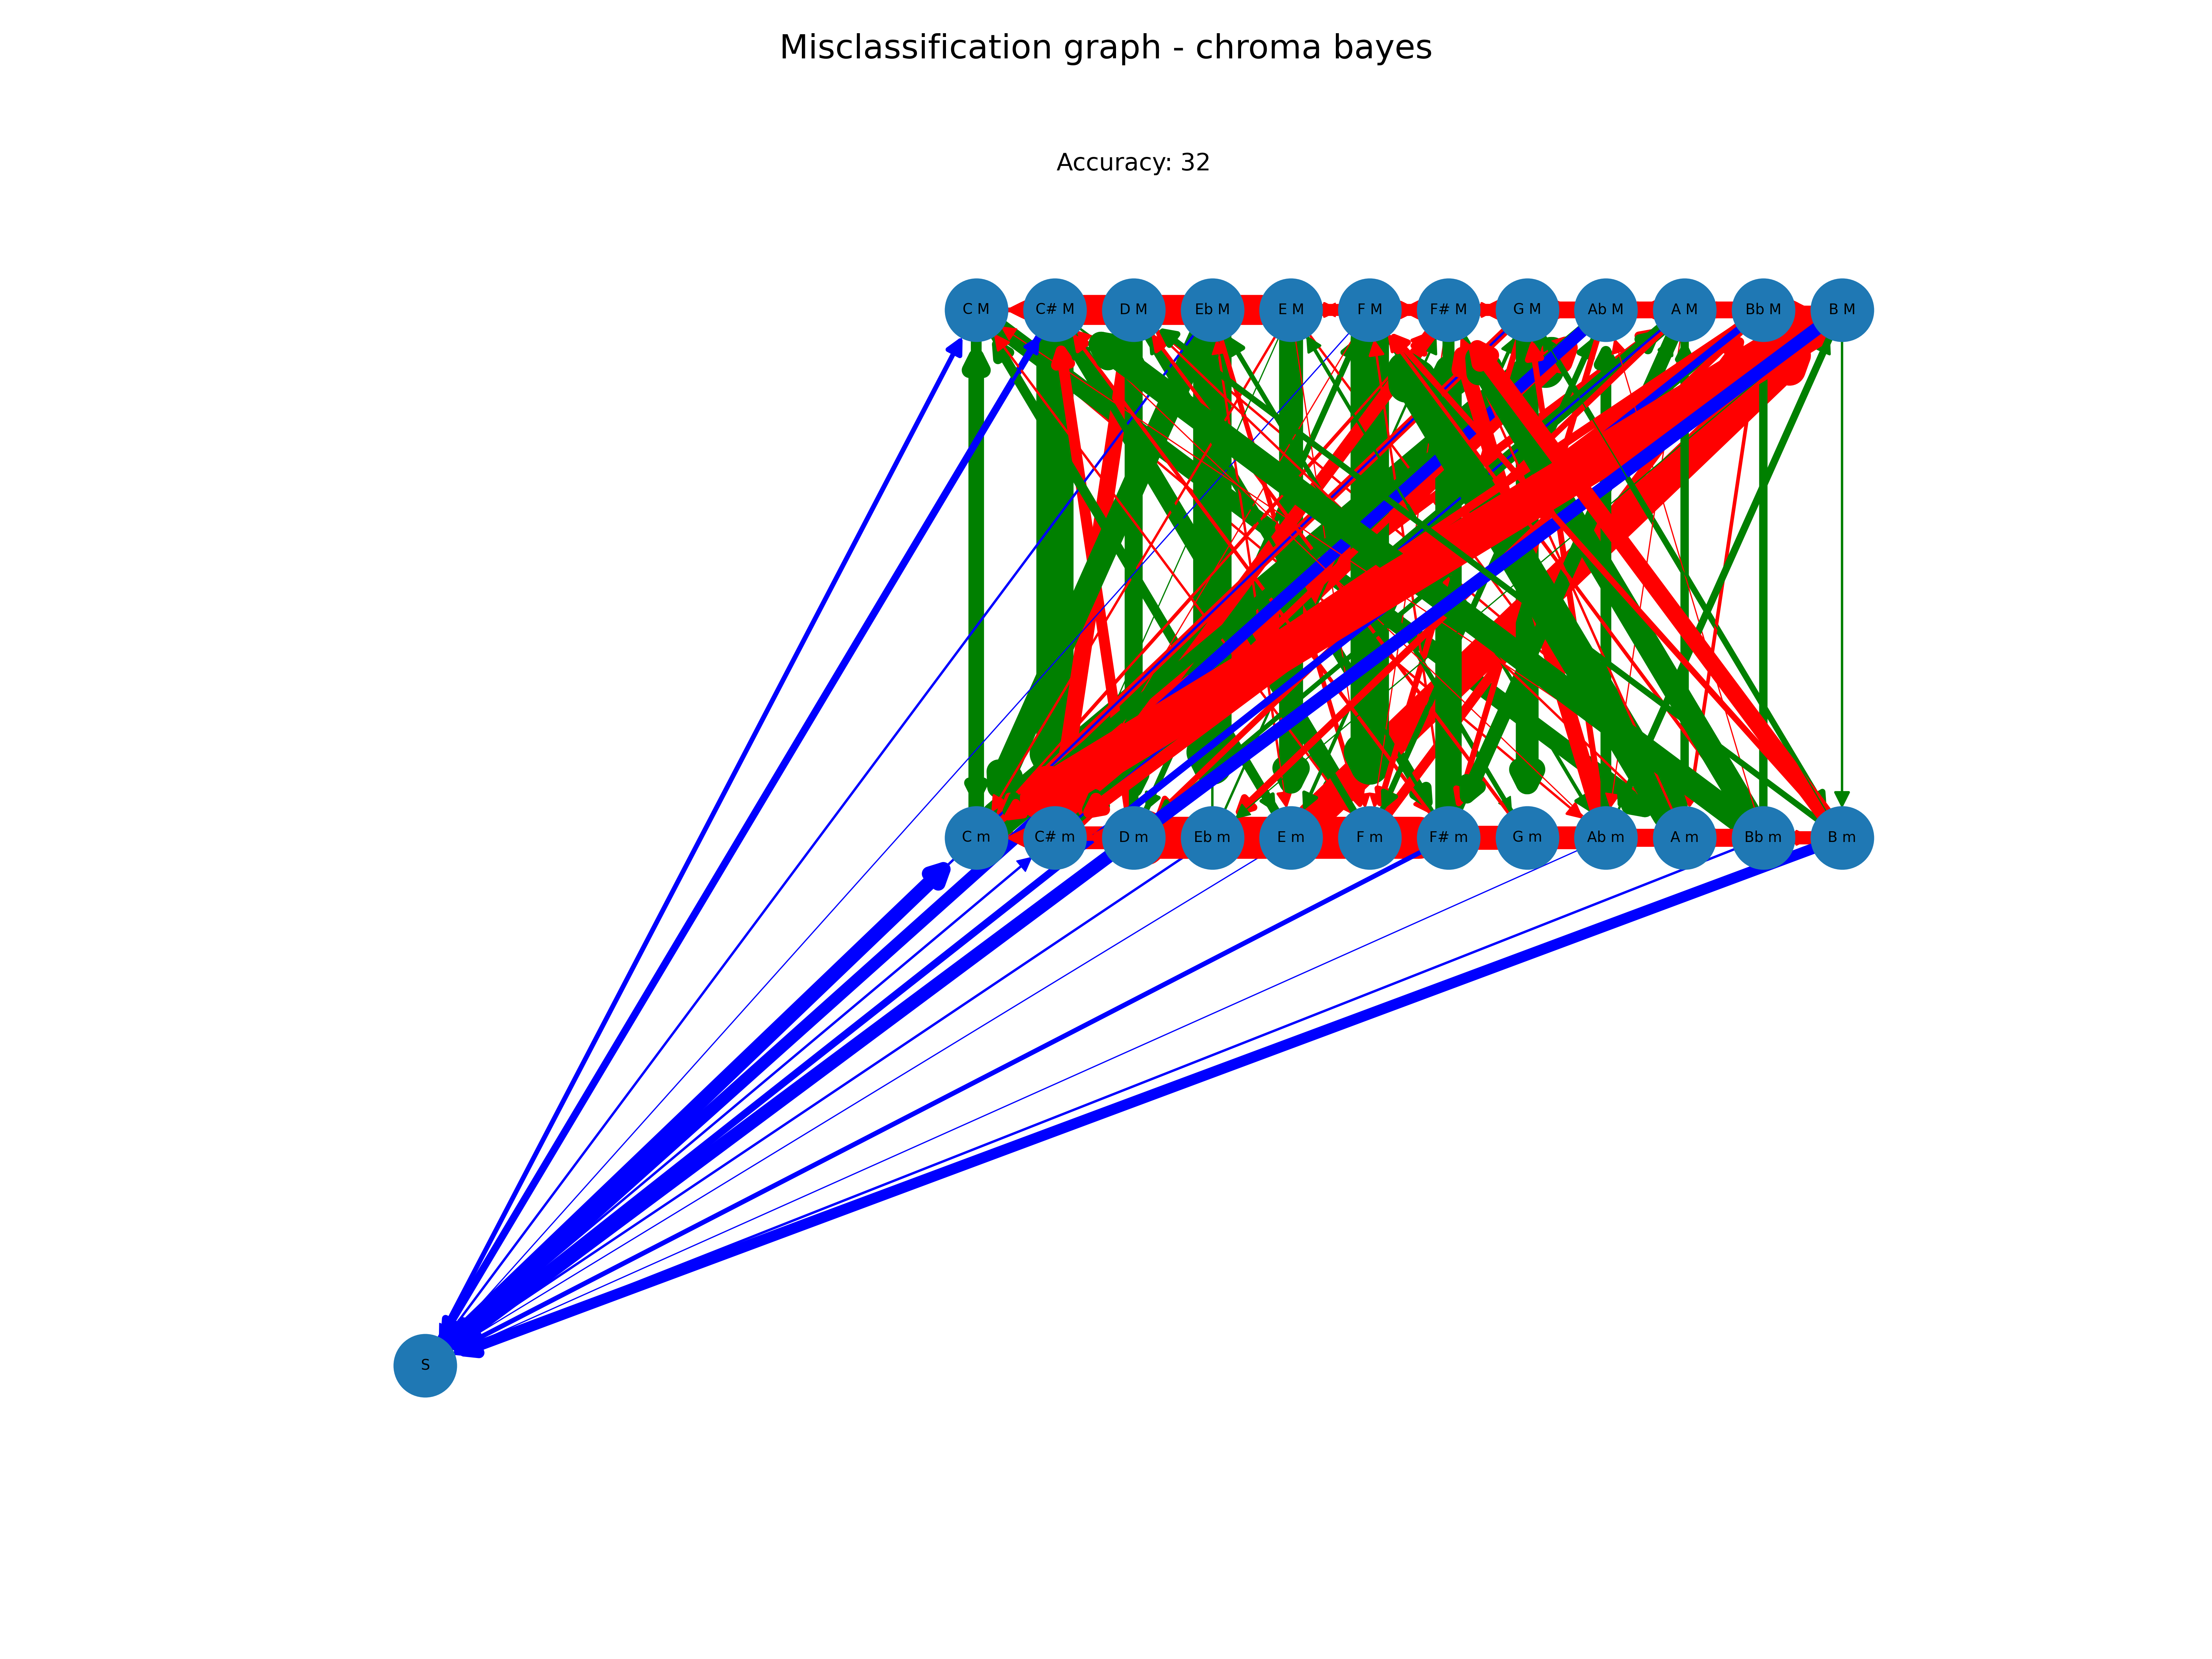 Misclassification graph - chroma bayes
Accuracy: 32
C M C# M D M Eb M E M F M F# M G M Ab M A M Bb M B M
C m C# m D m Eb m E m F m F# m G m Ab m A m Bb m B m
S